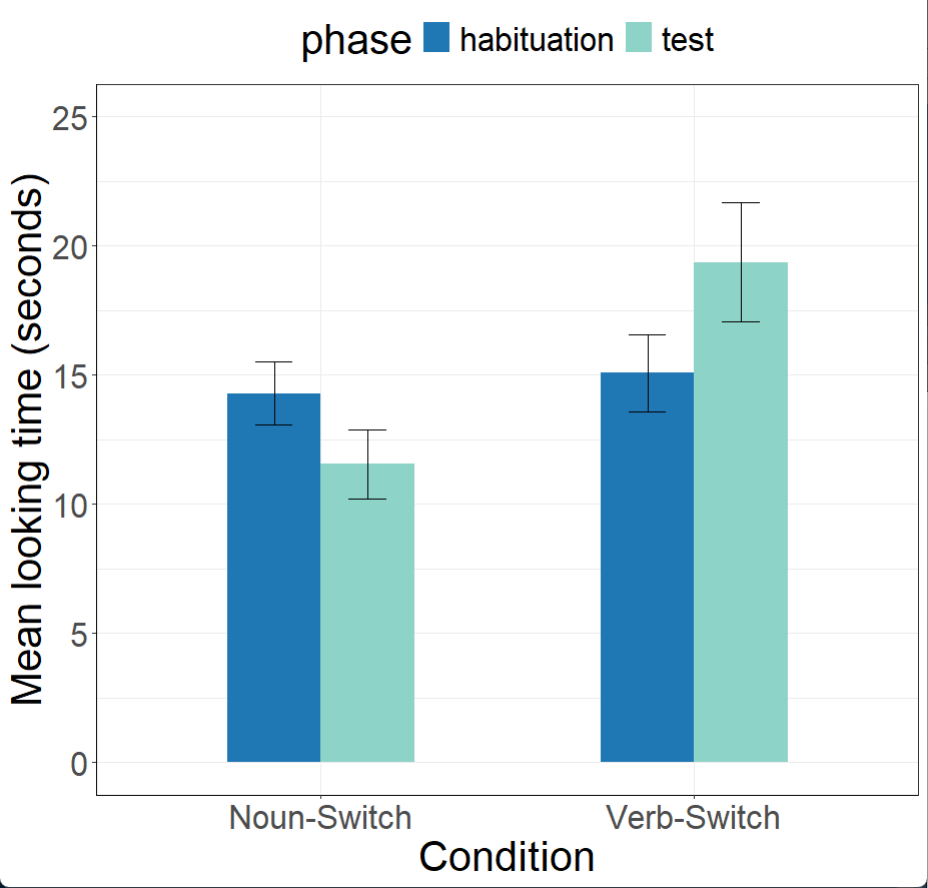 phase habituation test
25
20
15
10
5
0
Mean looking time (seconds)
Noun-Switch Verb-Switch
Condition